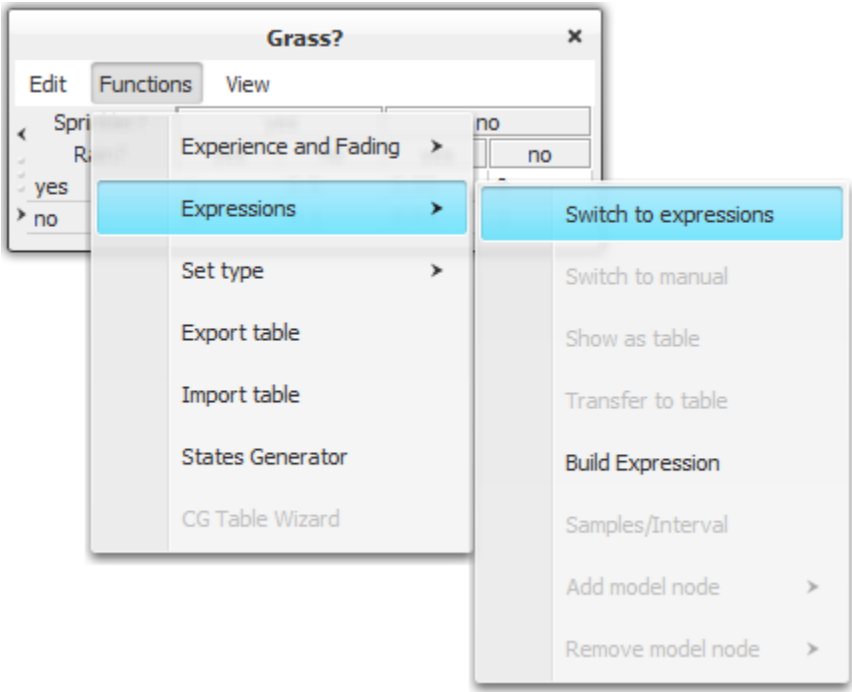 Grass?
Edit Functions View
no
no
yes
no
Experience and Fading
Expressions
Set type
Export table
Import table
States Generator
CG Table Wizard
Switch to expressions
Switch to manual
Show as table
Transfer to table
Build Expression
Samples/Interval
Add model node
Remove model node